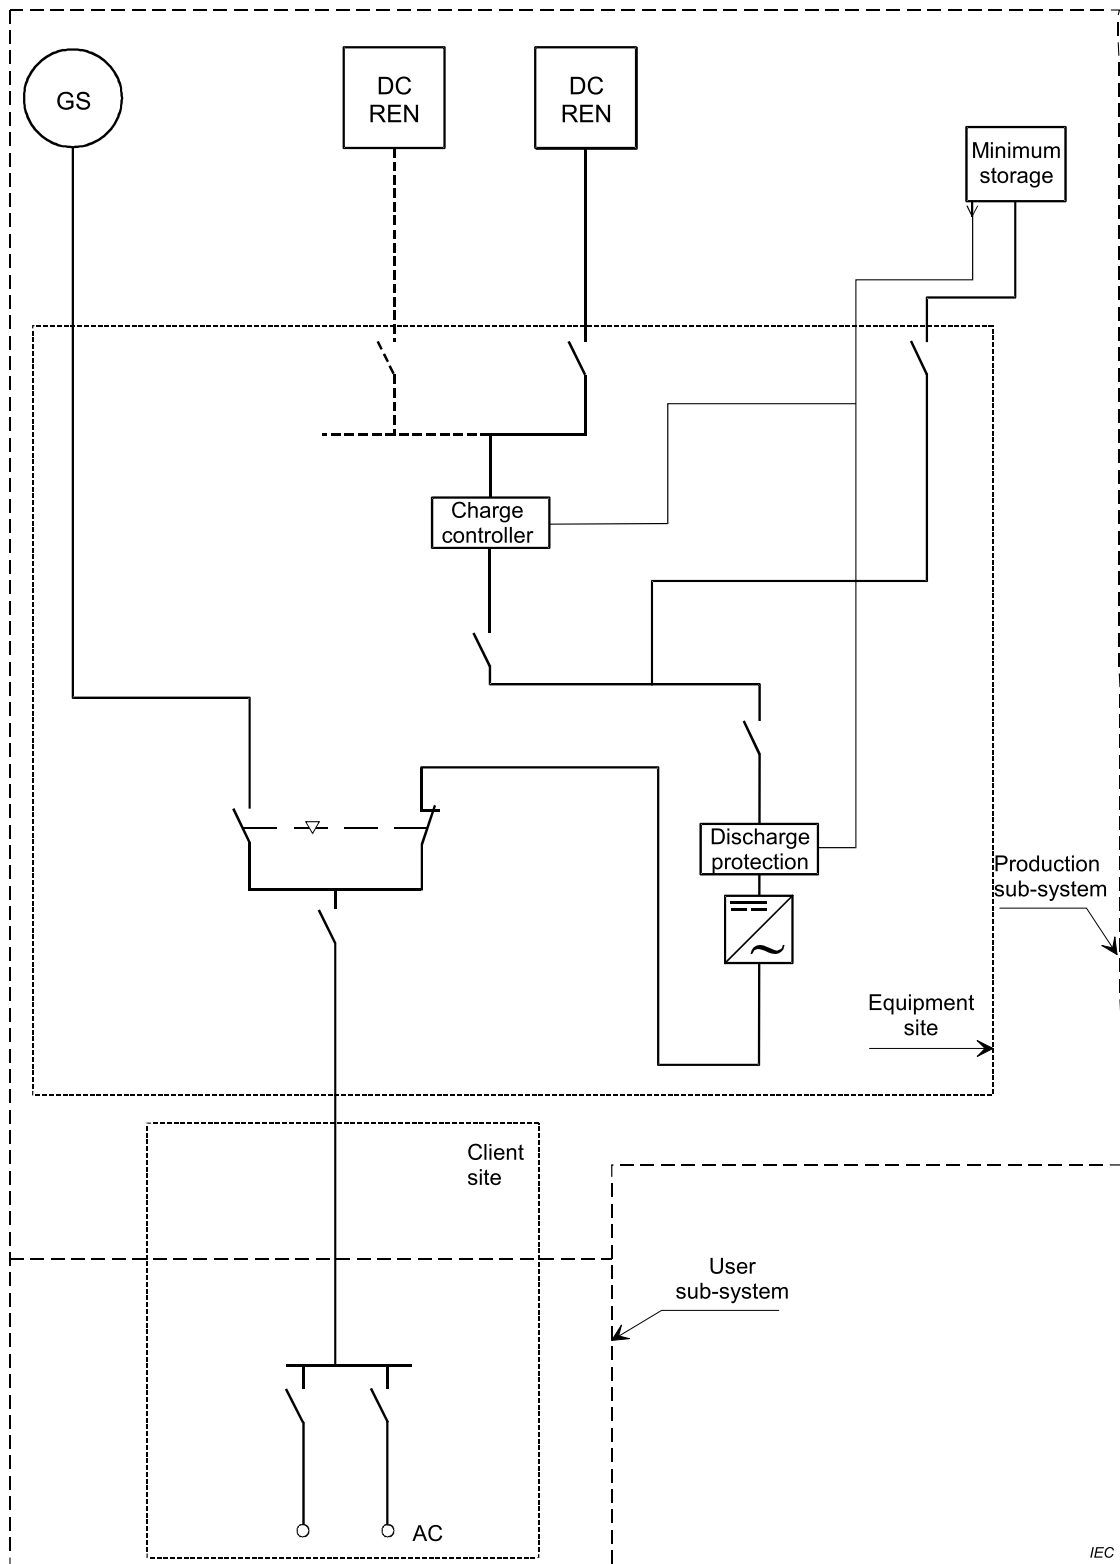 GS
DC
REN
DC
REN
Minimum
storage
Charge
controller
Discharge
protection
Production
sub-system
Equipment
site
Client
site
User
sub-system
AC
IEC